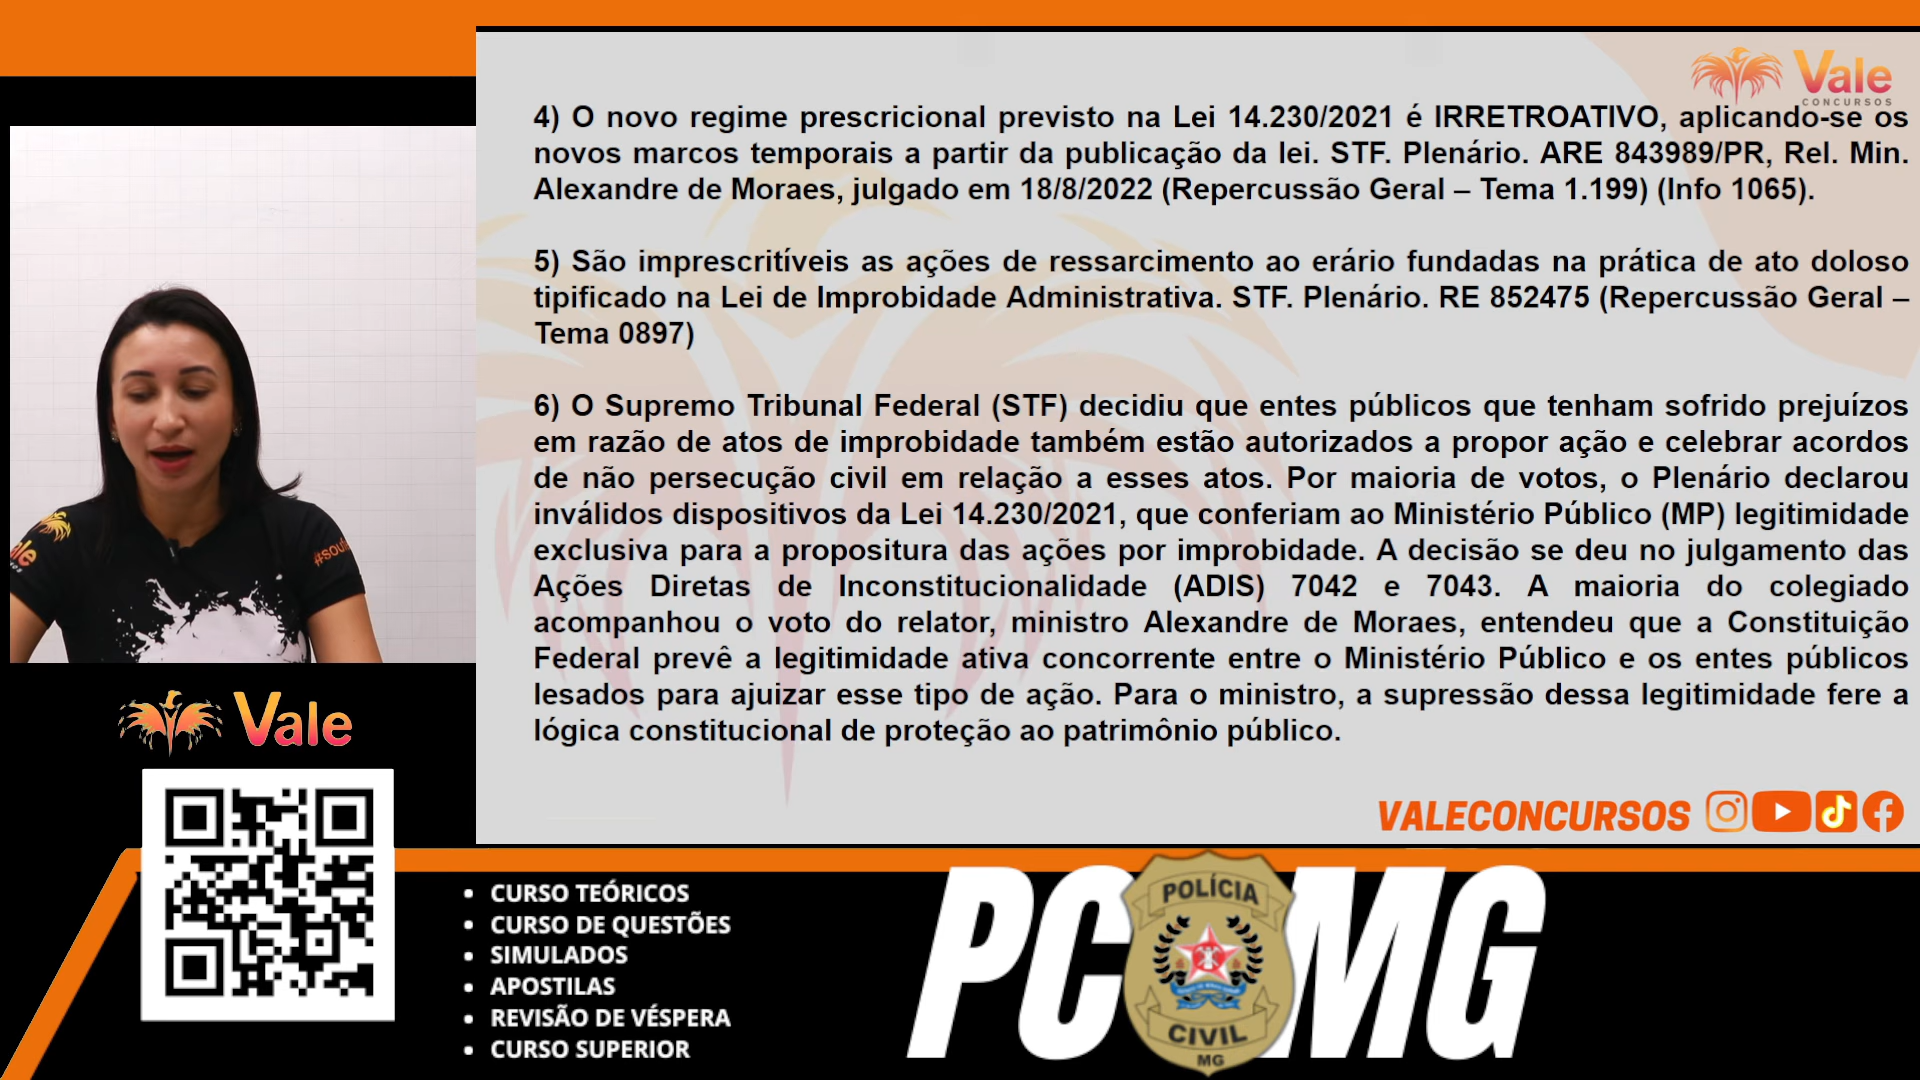 Vale
CONCURSOS
4) O novo regime prescricional previsto na Lei 14.230/2021 é IRRETROATIVO, aplicando-se os
novos marcos temporais a partir da publicação da lei. STF. Plenário. ARE 843989/PR, Rel. Min.
Alexandre de Moraes, julgado em 18/8/2022 (Repercussão Geral – Tema 1.199) (Info 1065).
5) São imprescritíveis as ações de ressarcimento ao erário fundadas na prática de ato doloso
tipificado na Lei de Improbidade Administrativa. STF. Plenário. RE 852475 (Repercussão Geral –
Tema 0897)
6) O Supremo Tribunal Federal (STF) decidiu que entes públicos que tenham sofrido prejuízos
em razão de atos de improbidade também estão autorizados a propor ação e celebrar acordos
de não persecução civil em relação a esses atos. Por maioria de votos, o Plenário declarou
inválidos dispositivos da Lei 14.230/2021, que conferiam ao Ministério Público (MP) legitimidade
exclusiva para a propositura das ações por improbidade. A decisão se deu no julgamento das
Ações Diretas de Inconstitucionalidade (ADIS) 7042 e 7043. A maioria do colegiado
acompanhou o voto do relator, ministro Alexandre de Moraes, entendeu que a Constituição
Federal prevê a legitimidade ativa concorrente entre o Ministério Público e os entes públicos
lesados para ajuizar esse tipo de ação. Para o ministro, a supressão dessa legitimidade fere a
lógica constitucional de proteção ao patrimônio público.
Vale
VALECONCURSOS
• CURSO TEÓRICOS
• CURSO DE QUESTÕES
• SIMULADOS
• APOSTILAS
• REVISÃO DE VÉSPERA
• CURSO SUPERIOR
PC MG
POLÍCIA
CIVIL
MG